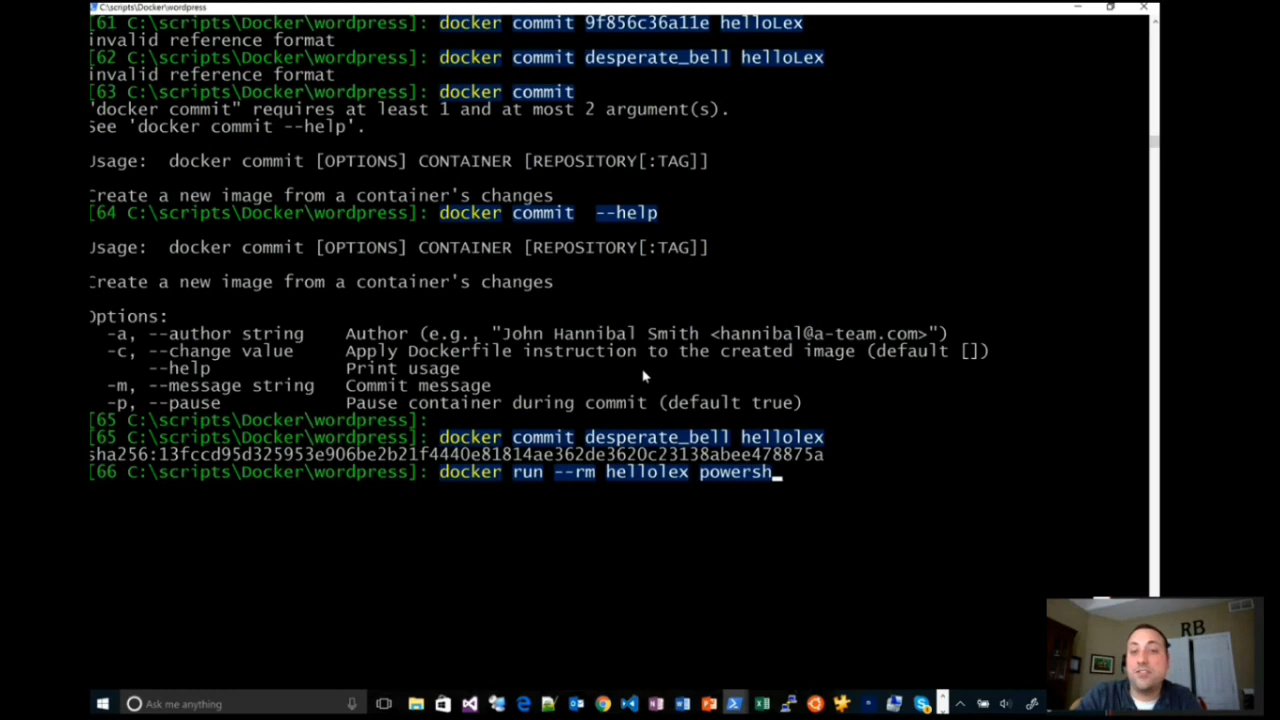 C:\scripts\Docker\wordpress
[61 C:\scripts\Docker\wordpress]: docker commit 9f856c36a11e helloLex
invalid reference format
[62 C:\scripts\Docker\wordpress]: docker commit desperate_bell helloLex
invalid reference format
[63 C:\scripts\Docker\wordpress]: docker commit
"docker commit" requires at least 1 and at most 2 argument(s).
See 'docker commit --help'.
Usage:  docker commit [OPTIONS] CONTAINER [REPOSITORY[:TAG]]
Create a new image from a container's changes
[64 C:\scripts\Docker\wordpress]: docker commit  --help
Usage:  docker commit [OPTIONS] CONTAINER [REPOSITORY[:TAG]]
Create a new image from a container's changes
Options:
-a, --author string    Author (e.g., "John Hannibal Smith <hannibal@a-team.com>")
-c, --change value     Apply Dockerfile instruction to the created image (default [])
--help             Print usage
-m, --message string   Commit message
-p, --pause            Pause container during commit (default true)
[65 C:\scripts\Docker\wordpress]:
[65 C:\scripts\Docker\wordpress]: docker commit desperate_bell hellolex
sha256:13fccd95d325953e906be2b21f4440e81814ae362de3620c23138abee478875a
[66 C:\scripts\Docker\wordpress]: docker run --rm hellolex powersh_
RB
Ask me anything